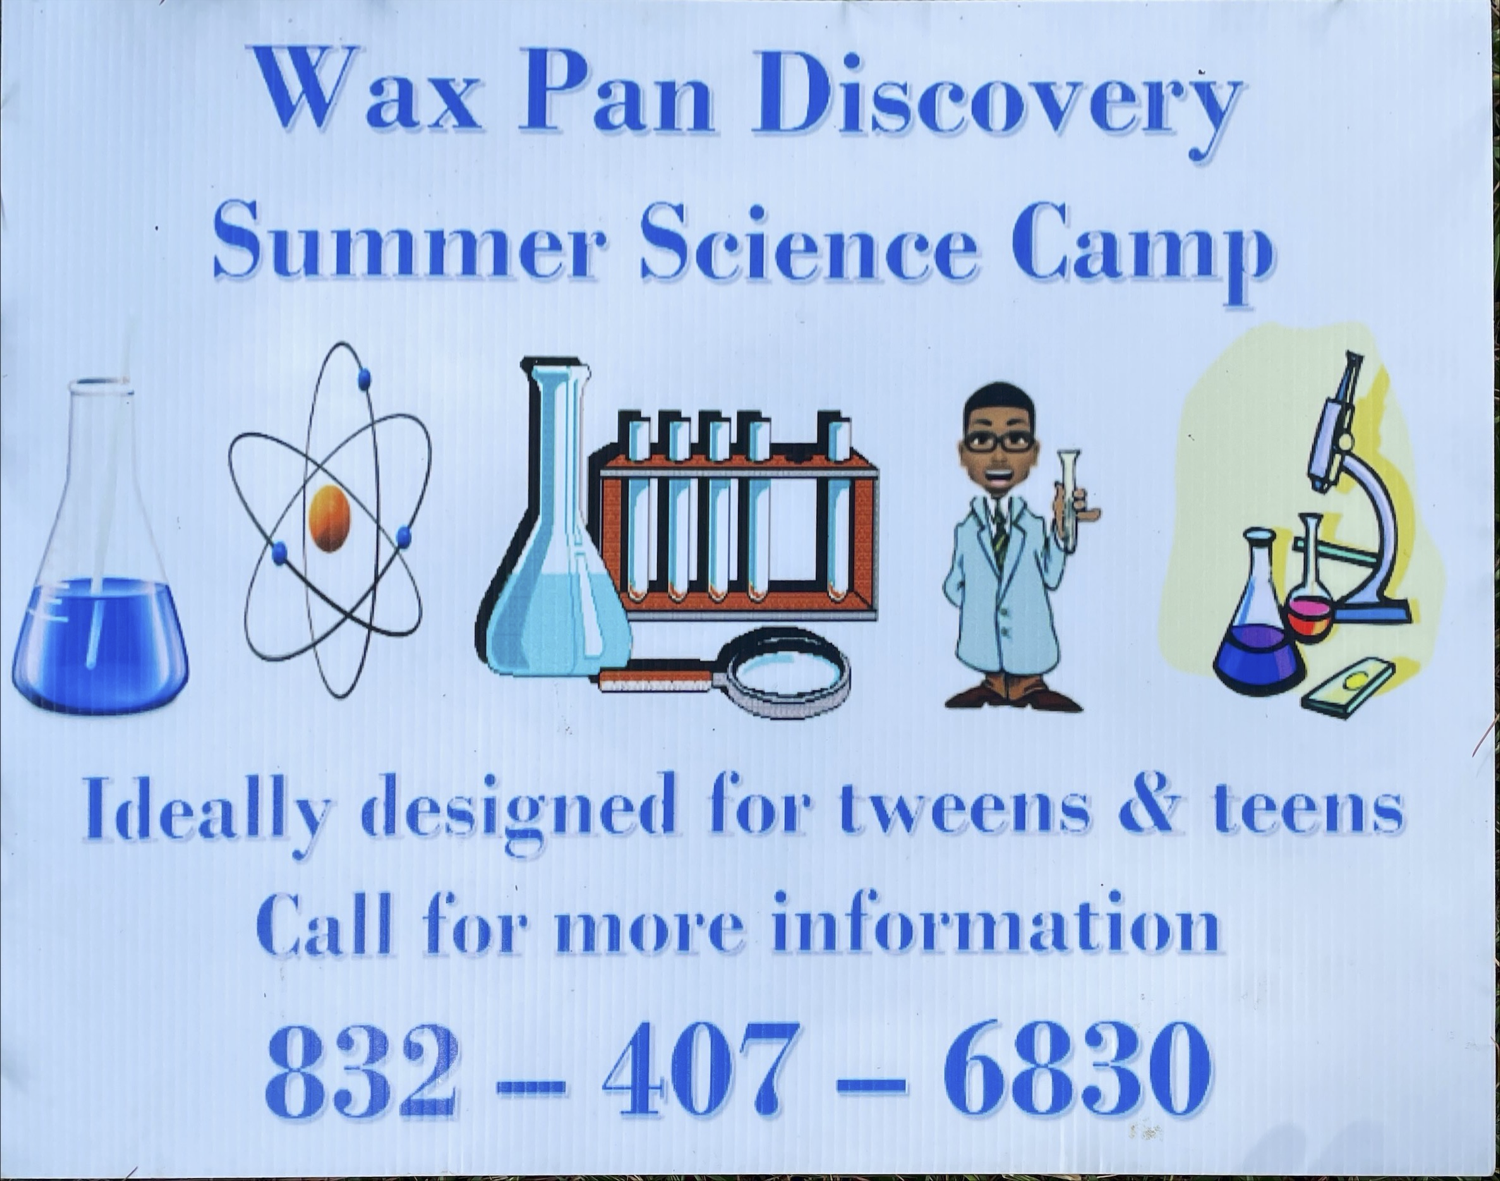 Wax Pan Discovery
Summer Science Camp
Ideally designed for tweens & teens
Call for more information
832 – 407 – 6830